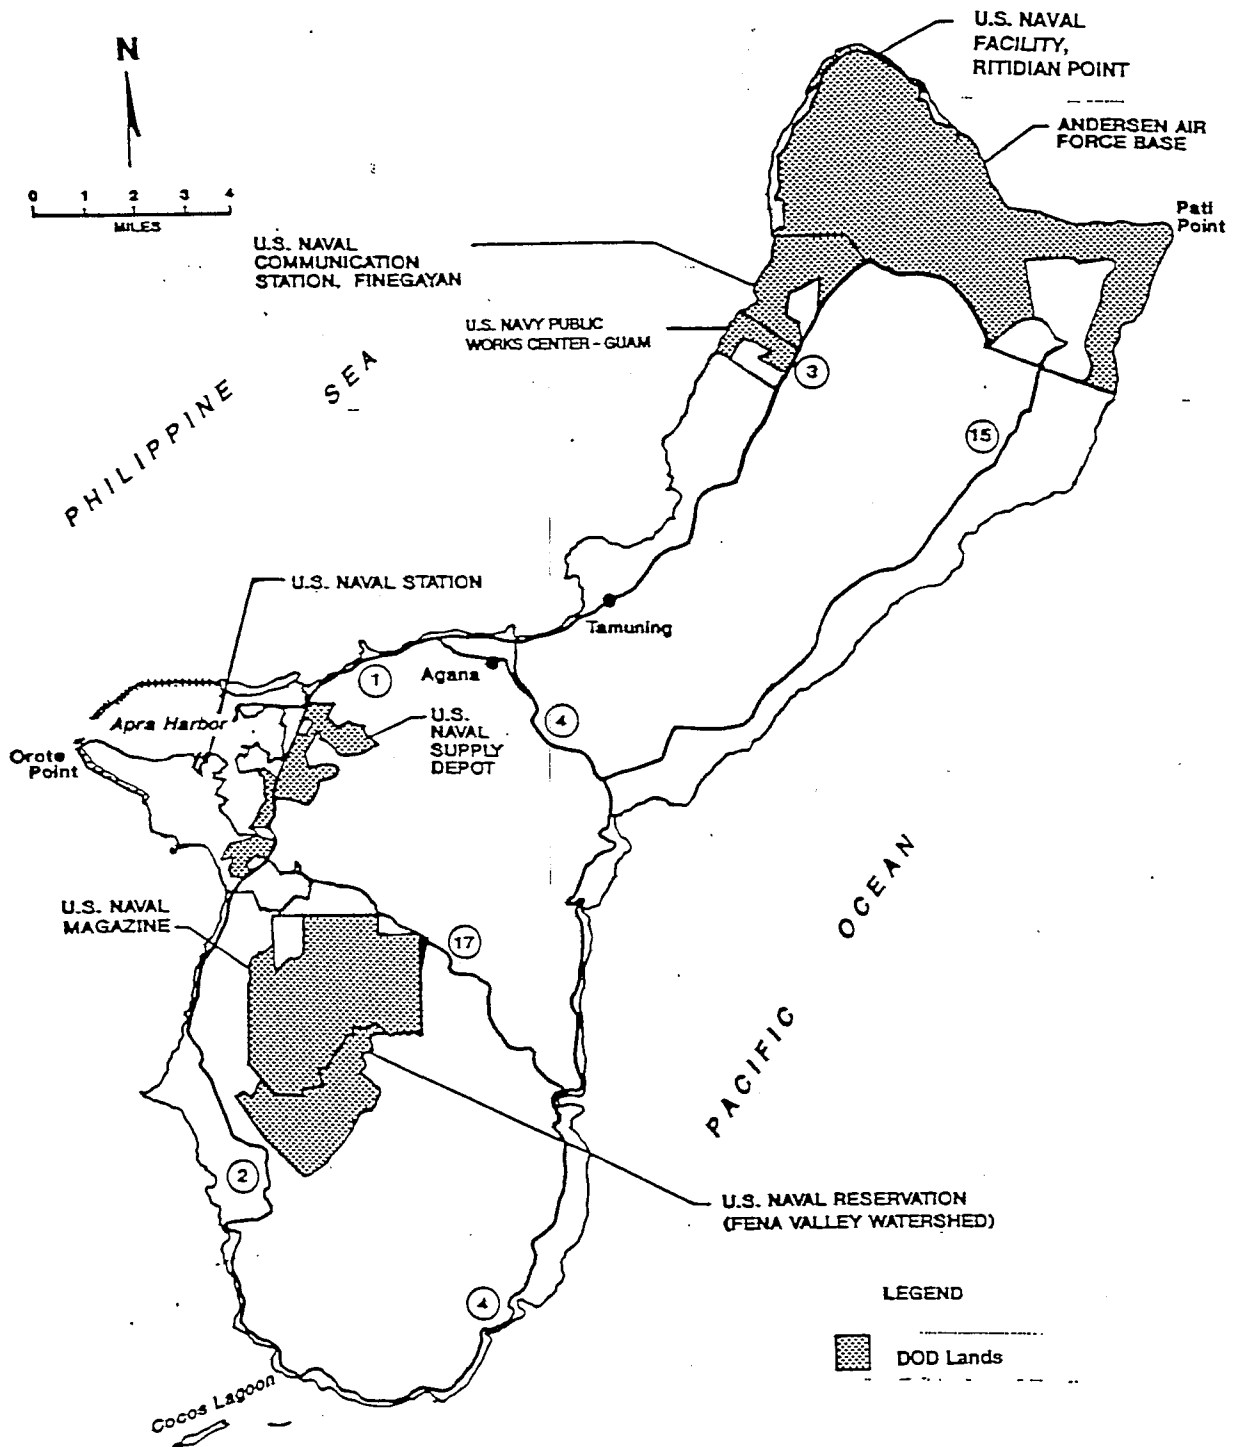 U.S. NAVAL
FACILITY,
RITIDIAN POINT
N
ANDERSEN AIR
FORCE BASE
0 1 2 3 4
MILES
Pati
Point
U.S. NAVAL
COMMUNICATION
STATION, FINEGAYAN
U.S. NAVY PUBLIC
WORKS CENTER - GUAM
3
PHILIPPINE SEA
15
U.S. NAVAL STATION
Tamuning
Agana
1
4
Apra Harbor
U.S.
NAVAL
SUPPLY
DEPOT
Orote
Point
PACIFIC OCEAN
U.S. NAVAL
MAGAZINE
17
2
U.S. NAVAL RESERVATION
(FENA VALLEY WATERSHED)
4
LEGEND
DOD Lands
Cocos Lagoon